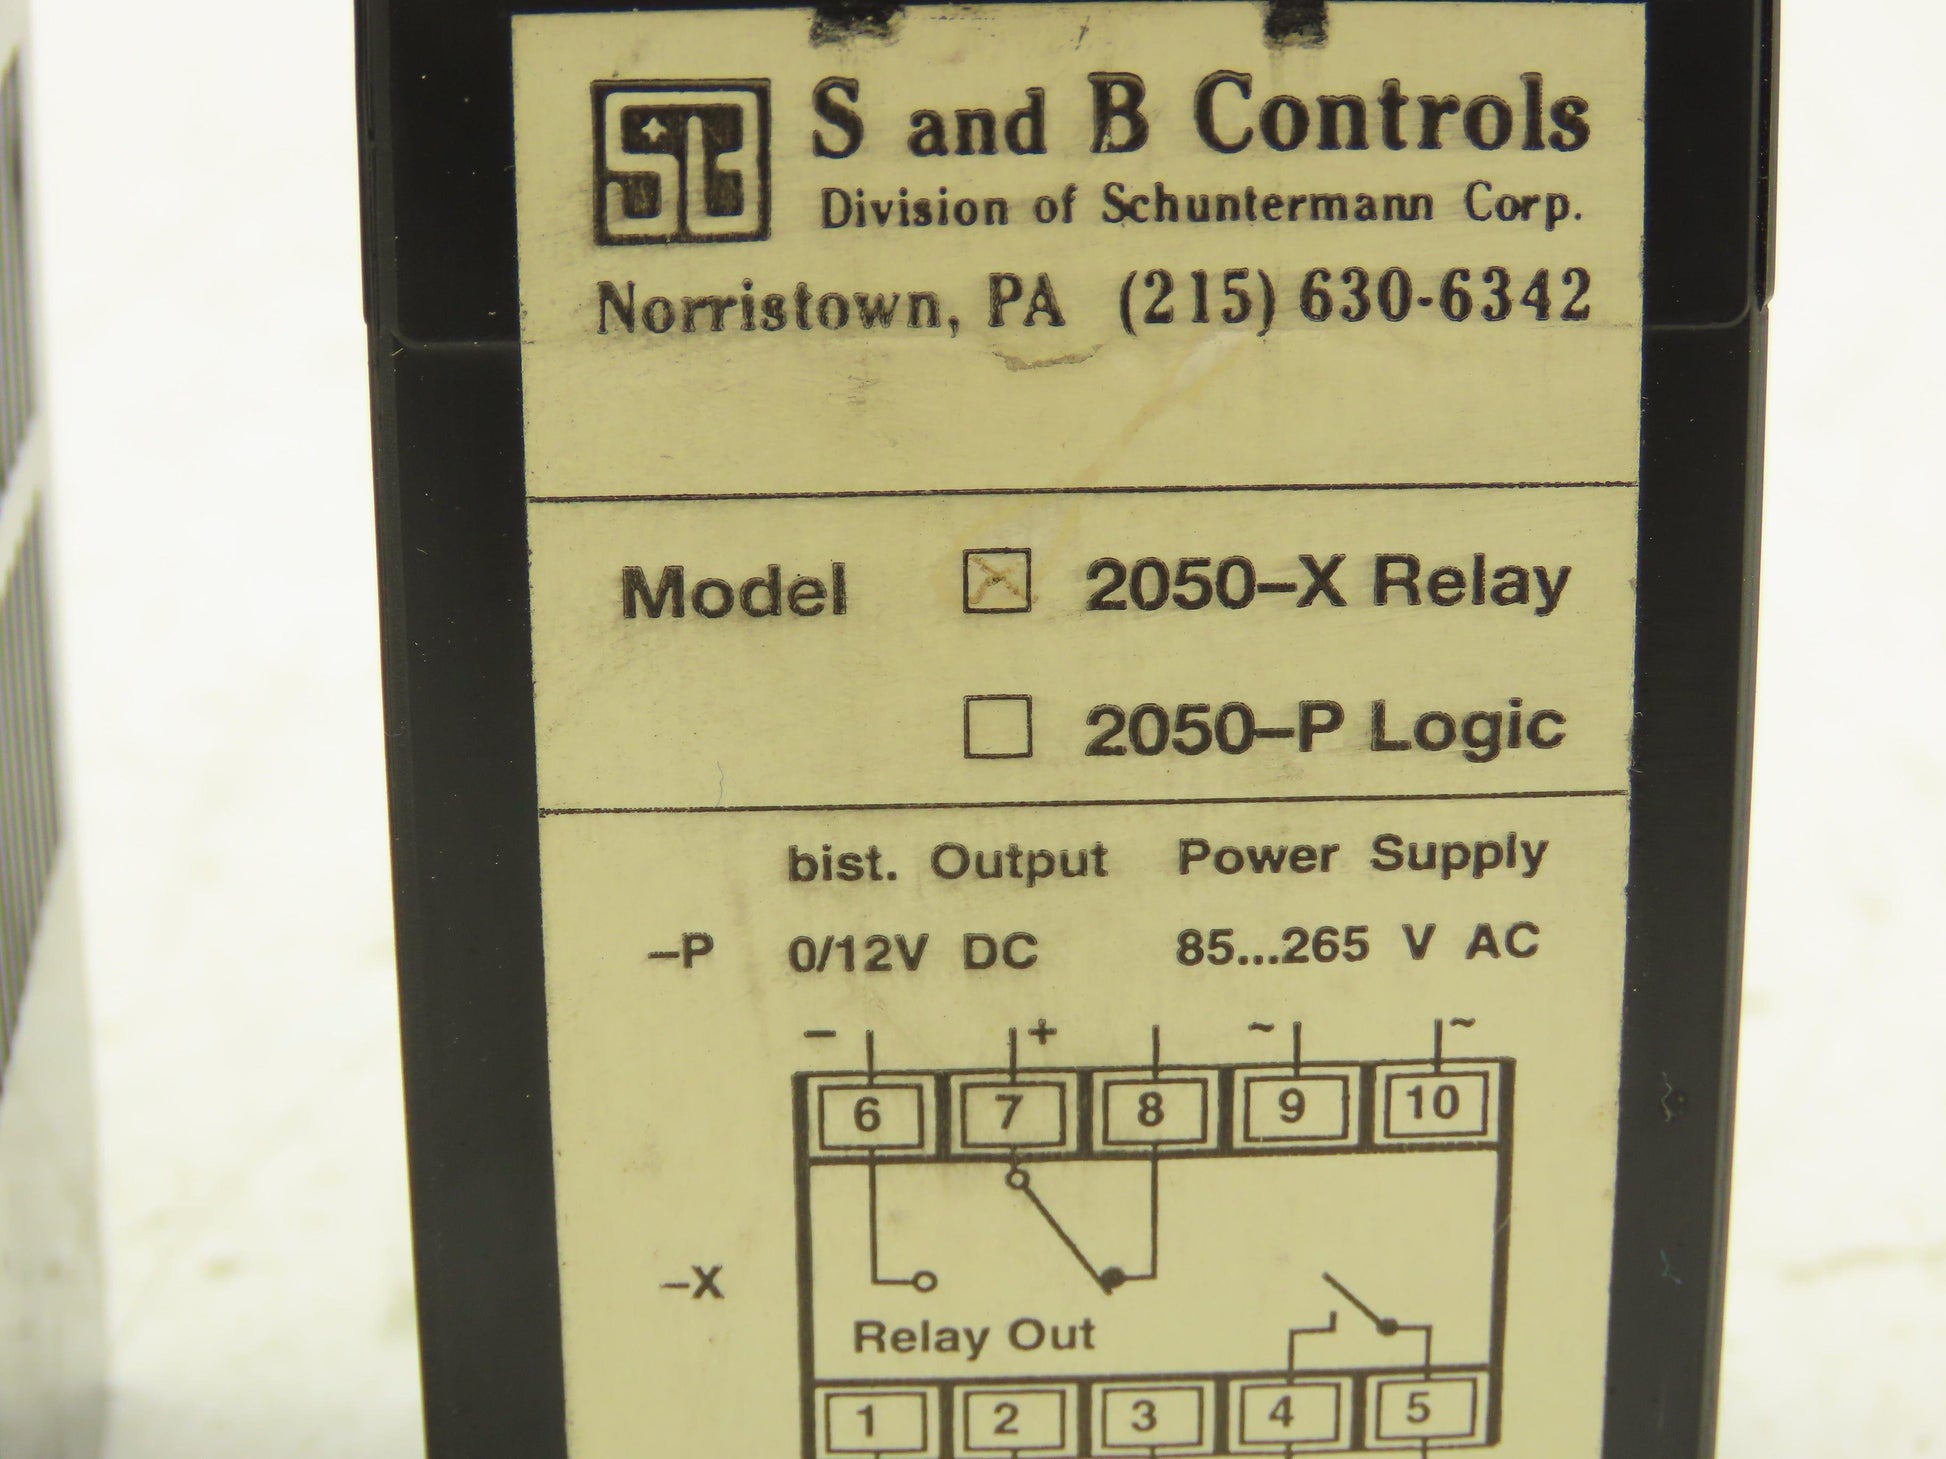 S and B Controls
Division of Schuntermann Corp.
Norristown, PA (215) 630-6342
Model 2050-X Relay
2050-P Logic
bist. Output Power Supply
-P 0/12V DC 85...265 V AC
- + ~ ~
6 7 8 9 10
-X
Relay Out
1 2 3 4 5